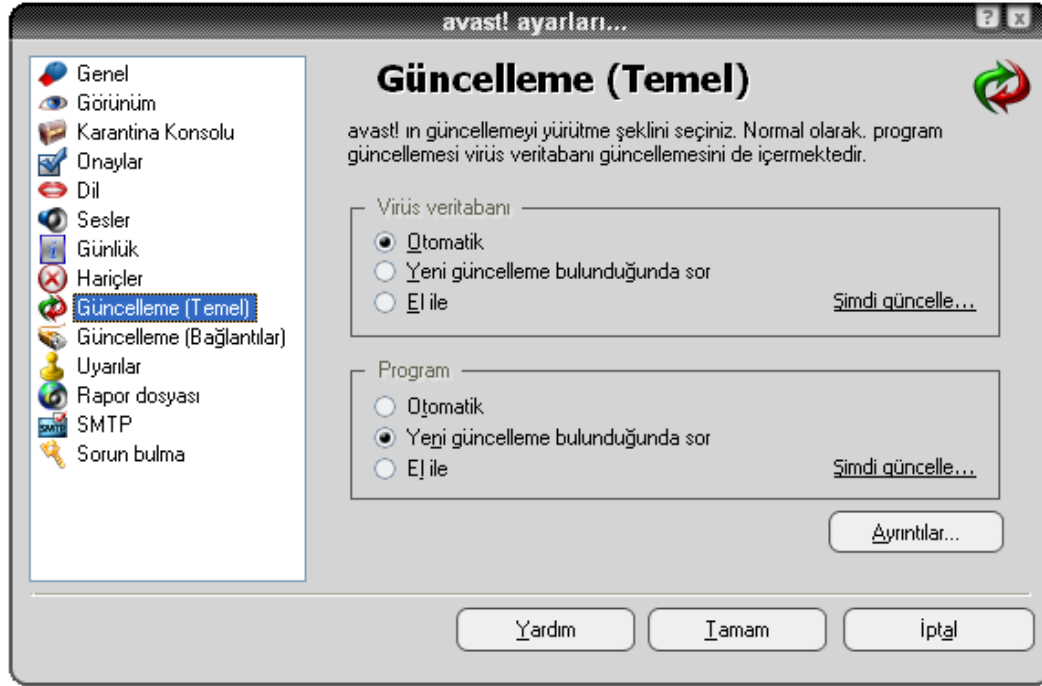 avast! ayarları...
Genel
Görünüm
Karantina Konsolu
Onaylar
Dil
Sesler
Günlük
Hariçler
Güncelleme (Temel)
Güncelleme (Bağlantılar)
Uyarılar
Rapor dosyası
SMTP
Sorun bulma
Güncelleme (Temel)
avast! ın güncellemeyi yürütme şeklini seçiniz. Normal olarak. program
güncellemesi virüs veritabanı güncellemesini de içermektedir.
Virüs veritabanı
Otomatik
Yeni güncelleme bulunduğunda sor
El ile
Şimdi güncelle...
Program
Otomatik
Yeni güncelleme bulunduğunda sor
El ile
Şimdi güncelle...
Ayrıntılar...
Yardım
Tamam
İptal